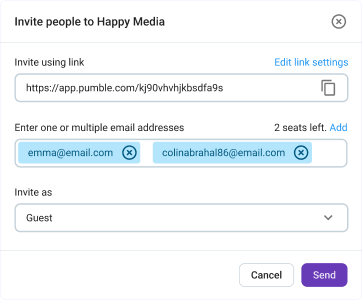 Invite people to Happy Media
Invite using link Edit link settings
https://app.pumble.com/kj90vhvhjkbsdfa9s
Enter one or multiple email addresses 2 seats left. Add
emma@email.com colinabrahal86@email.com
Invite as
Guest
Cancel Send